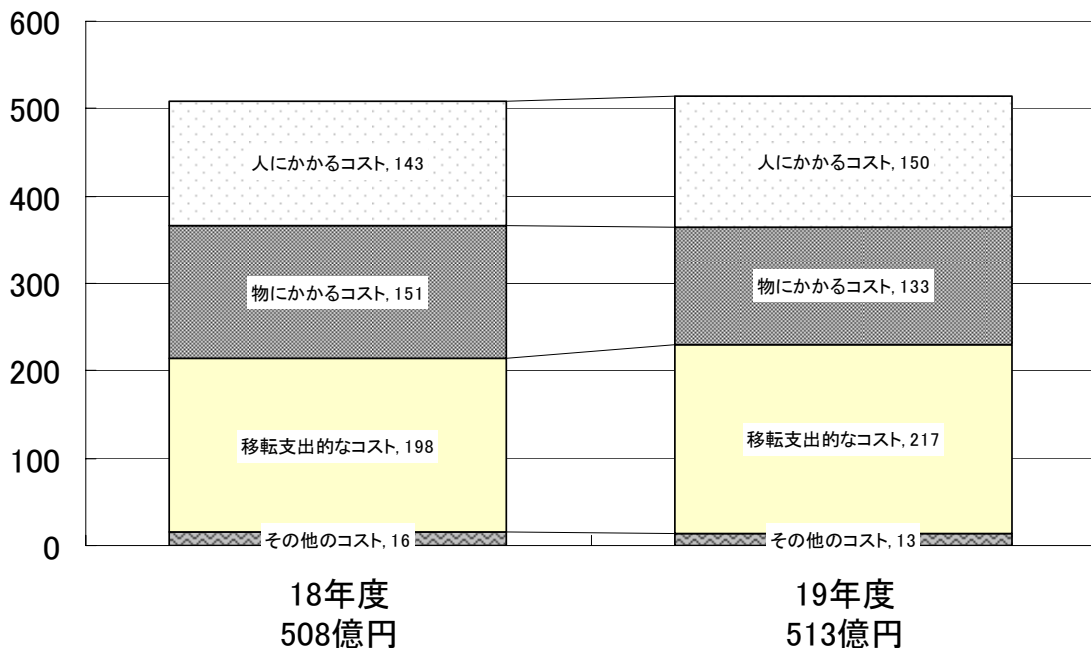 600
500
400
300
200
100
0
人にかかるコスト, 143
物にかかるコスト, 151
移転支出的なコスト, 198
その他のコスト, 16
人にかかるコスト, 150
物にかかるコスト, 133
移転支出的なコスト, 217
その他のコスト, 13
18年度
508億円
19年度
513億円